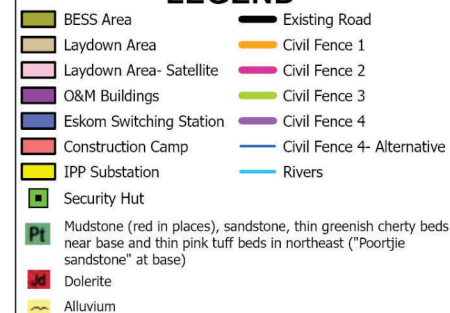 LEGEND
BESS Area
Laydown Area
Laydown Area- Satellite
O&M Buildings
Eskom Switching Station
Construction Camp
IPP Substation
Security Hut
Existing Road
Civil Fence 1
Civil Fence 2
Civil Fence 3
Civil Fence 4
Civil Fence 4- Alternative
Rivers
Pt
Mudstone (red in places), sandstone, thin greenish cherty beds
near base and thin pink tuff beds in northeast ("Poortjie
sandstone" at base)
Jd
Dolerite
Alluvium